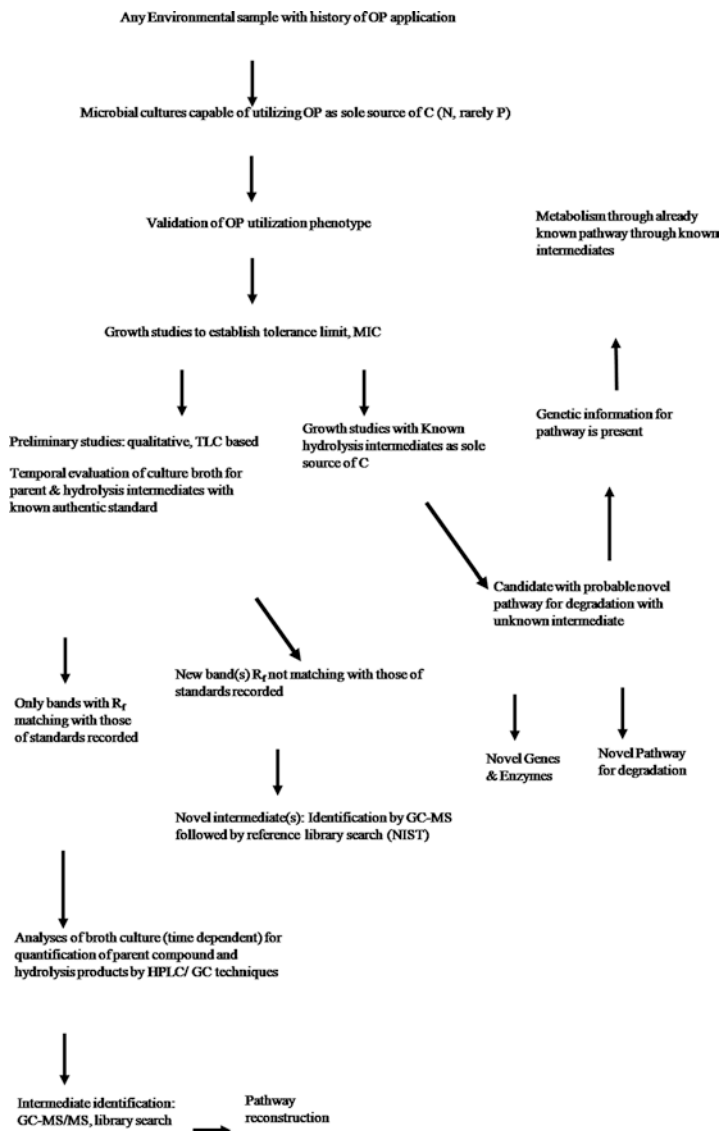 Any Environmental sample with history of OP application
Microbial cultures capable of utilizing OP as sole source of C (N, rarely P)
Validation of OP utilization phenotype
Metabolism through already
known pathway through known
intermediates
Growth studies to establish tolerance limit, MIC
Preliminary studies: qualitative, TLC based
Temporal evaluation of culture broth for
parent & hydrolysis intermediates with
known authentic standard
Growth studies with Known
hydrolysis intermediates as sole
source of C
Genetic information for
pathway is present
Candidate with probable novel
pathway for degradation with
unknown intermediate
Only bands with Rf
matching with those
of standards recorded
New band(s) Rf not matching with those of
standards recorded
Novel Genes
& Enzymes
Novel Pathway
for degradation
Novel intermediate(s): Identification by GC-MS
followed by reference library search (NIST)
Analyses of broth culture (time dependent) for
quantification of parent compound and
hydrolysis products by HPLC/ GC techniques
Intermediate identification:
GC-MS/MS, library search
Pathway
reconstruction